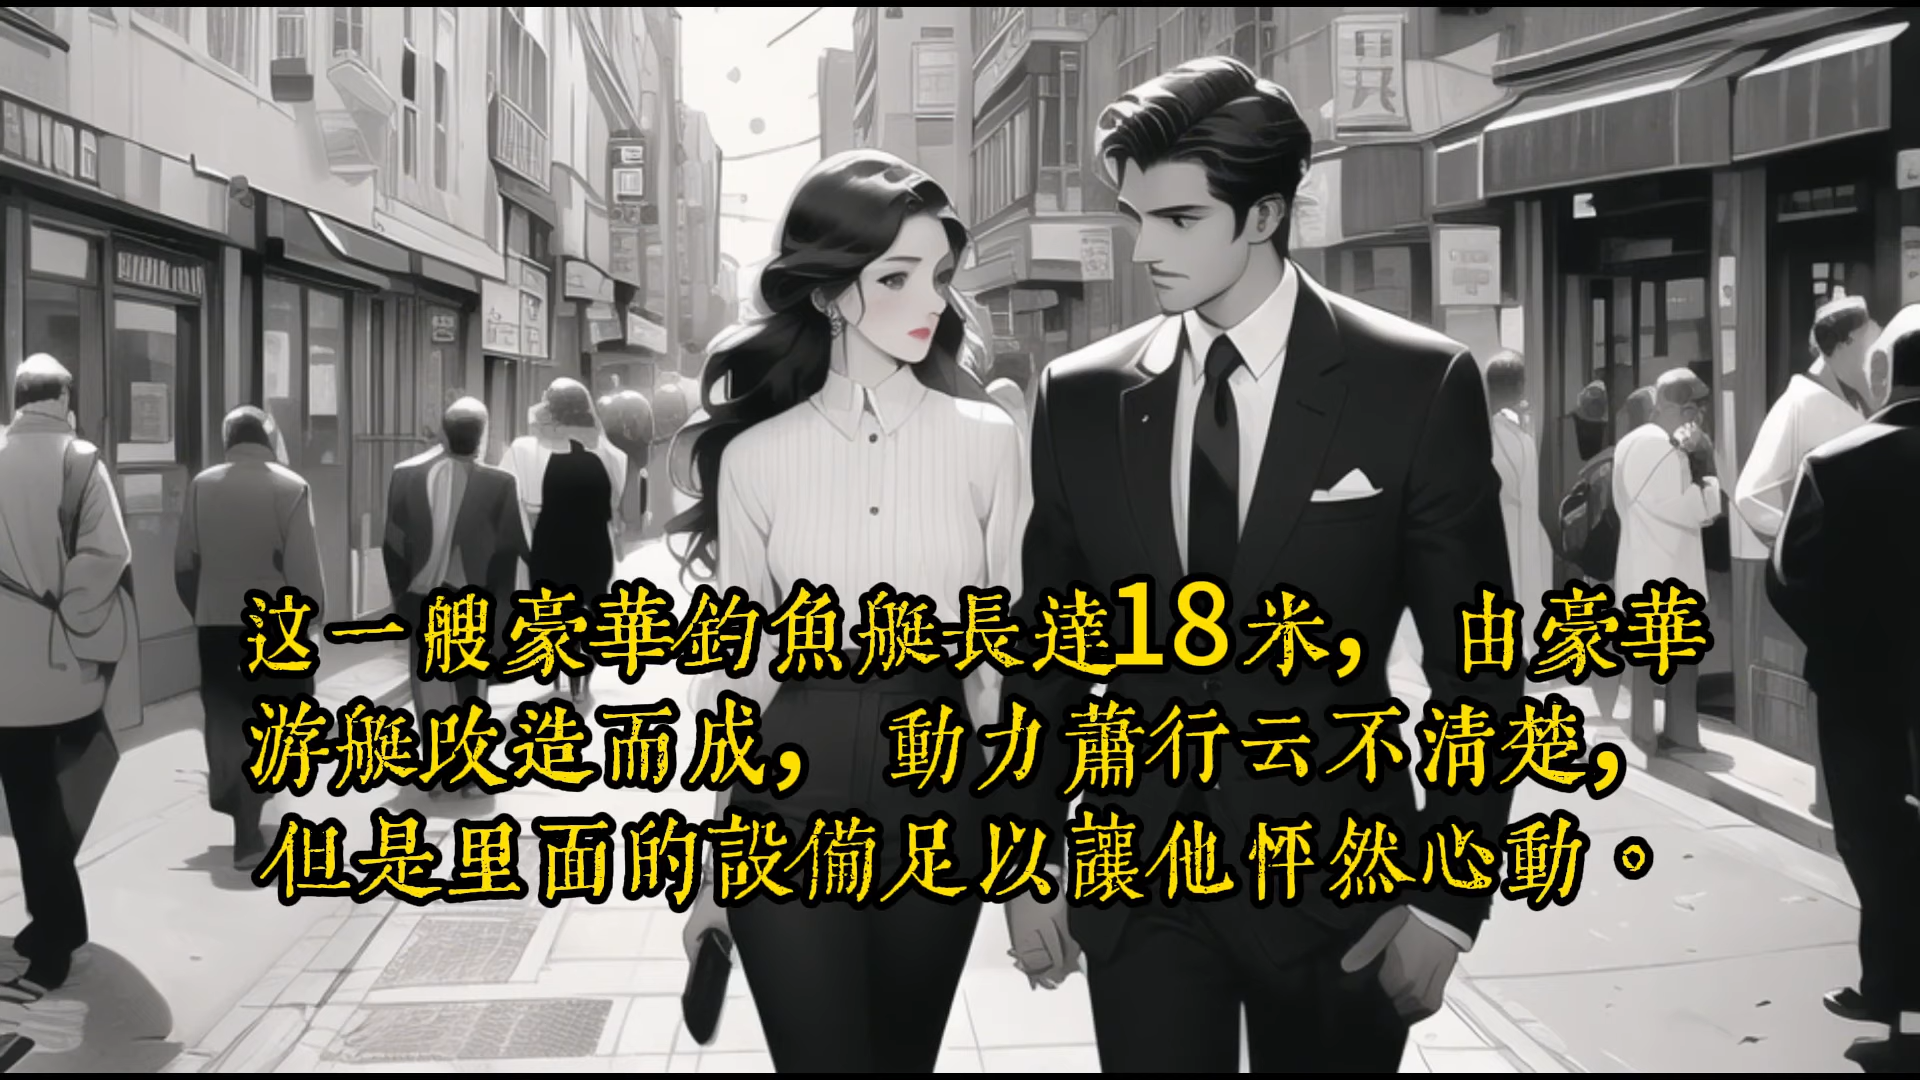 这一艘豪華釣魚艇長達18米，由豪華
游艇改造而成，動力蕭行云不清楚，
但是里面的設備足以讓他怦然心動。